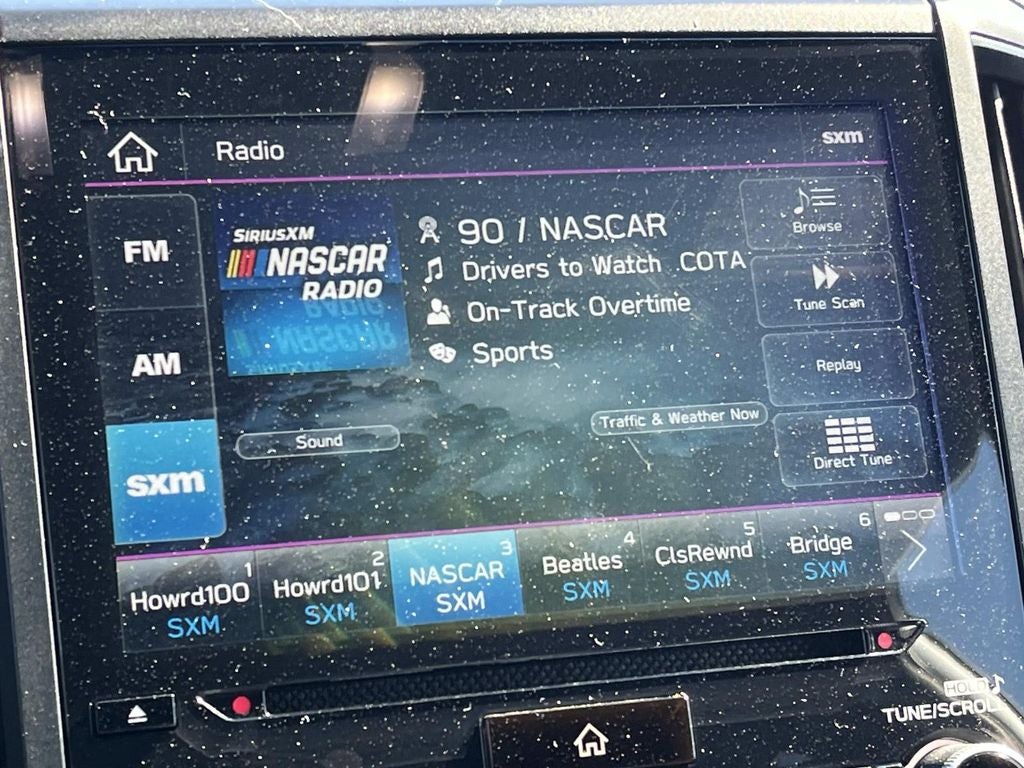 Radio
sxm
FM
AM
sxm
SIRIUSXM
NASCAR
RADIO
90 / NASCAR
Drivers to Watch COTA
On-Track Overtime
Sports
Browse
Tune Scan
Replay
Direct Tune
Sound
Traffic & Weather Now
1
Howrd100
SXM
2
Howrd101
SXM
3
NASCAR
SXM
4
Beatles
SXM
5
ClsRewnd
SXM
6
Bridge
SXM
HOLD
TUNE/SCROL